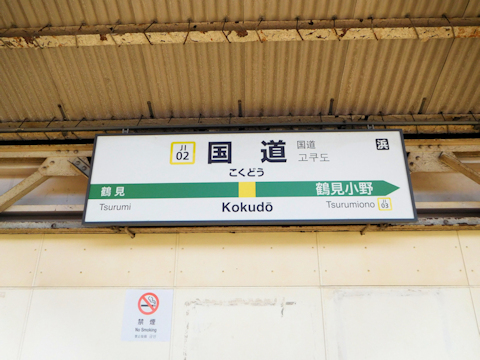 JI
02
国道
国道
고쿠도
浜
こくどう
鶴見
鶴見小野
Tsurumi
Kokudō
Tsurumiono
JI
03
禁煙
No Smoking